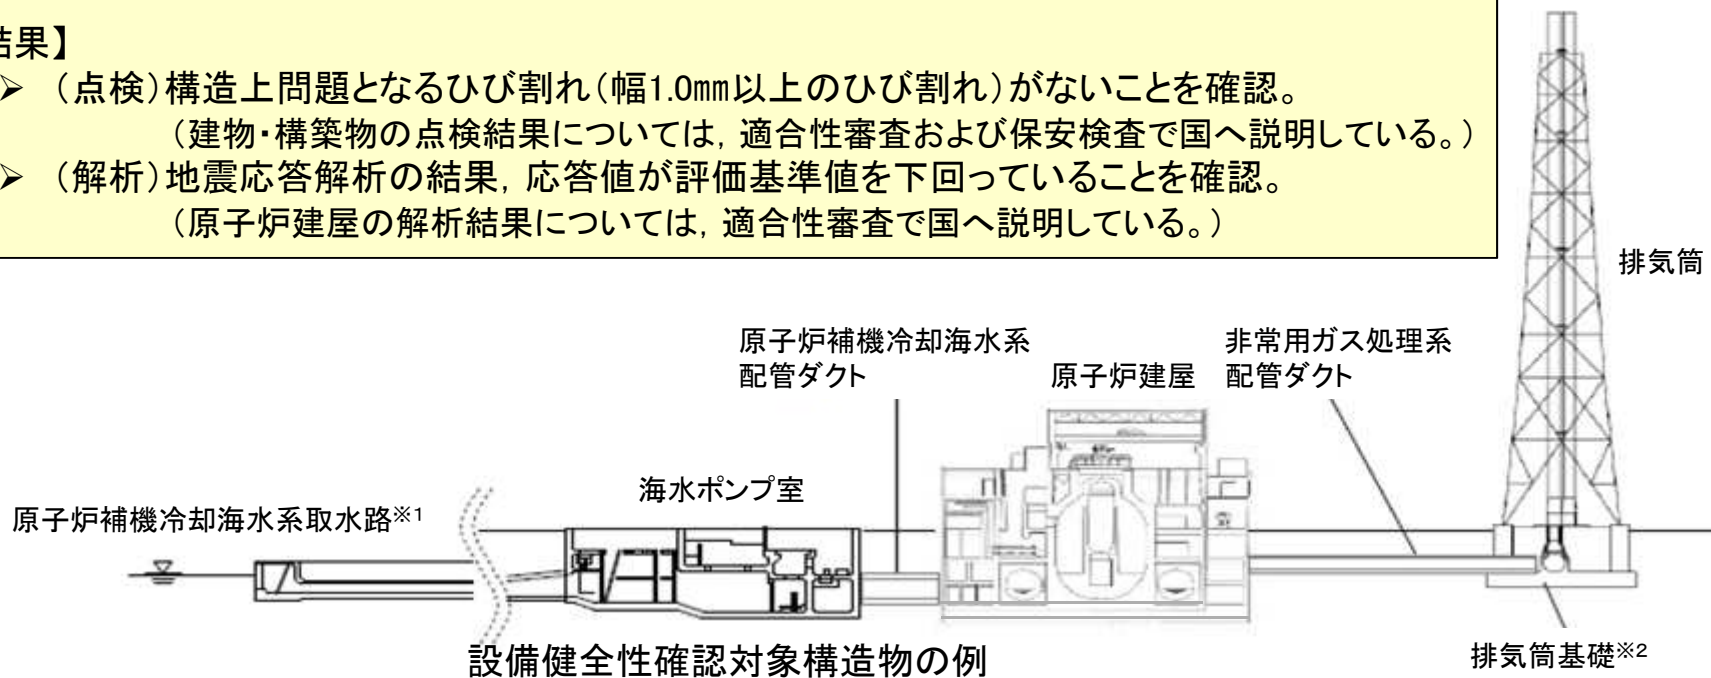 結果】
➢ （点検）構造上問題となるひび割れ（幅1.0㎜以上のひび割れ）がないことを確認。
（建物・構築物の点検結果については，適合性審査および保安検査で国へ説明している。）
➢ （解析）地震応答解析の結果，応答値が評価基準値を下回っていることを確認。
（原子炉建屋の解析結果については，適合性審査で国へ説明している。）
排気筒
原子炉補機冷却海水系
配管ダクト
原子炉建屋
非常用ガス処理系
配管ダクト
海水ポンプ室
原子炉補機冷却海水系取水路※1
設備健全性確認対象構造物の例
排気筒基礎※2